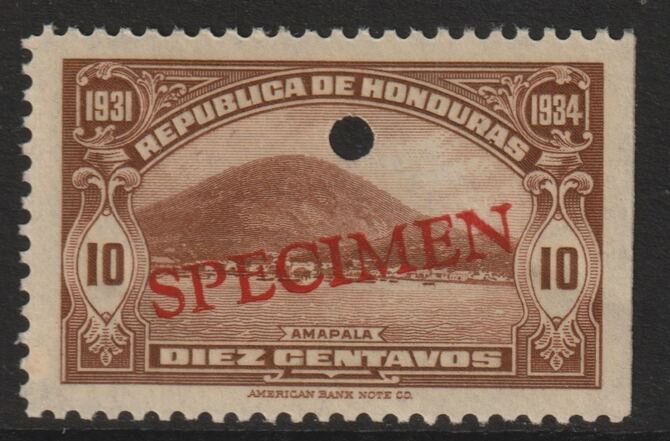 1931 1934
REPUBLICA DE HONDURAS
SPECIMEN
10 10
AMAPALA
DIEZ CENTAVOS
AMERICAN BANK NOTE CO.